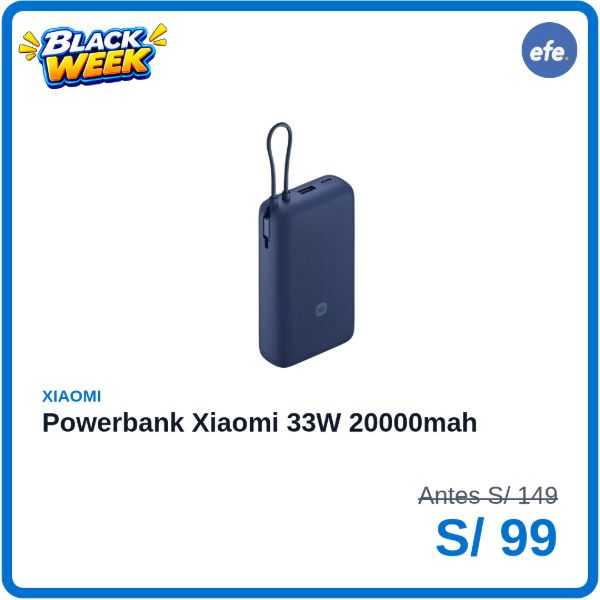 BLACK
WEEK
efe.
XIAOMI
Powerbank Xiaomi 33W 20000mah
Antes S/ 149
S/ 99